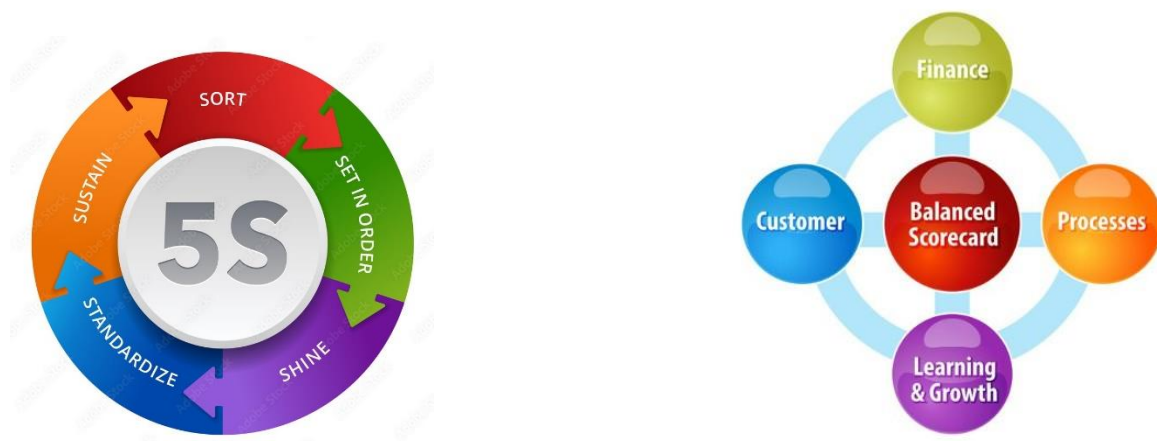 SORT
SET IN ORDER
SHINE
STANDARDIZE
SUSTAIN
5S
Finance
Customer
Balanced
Scorecard
Processes
Learning
& Growth